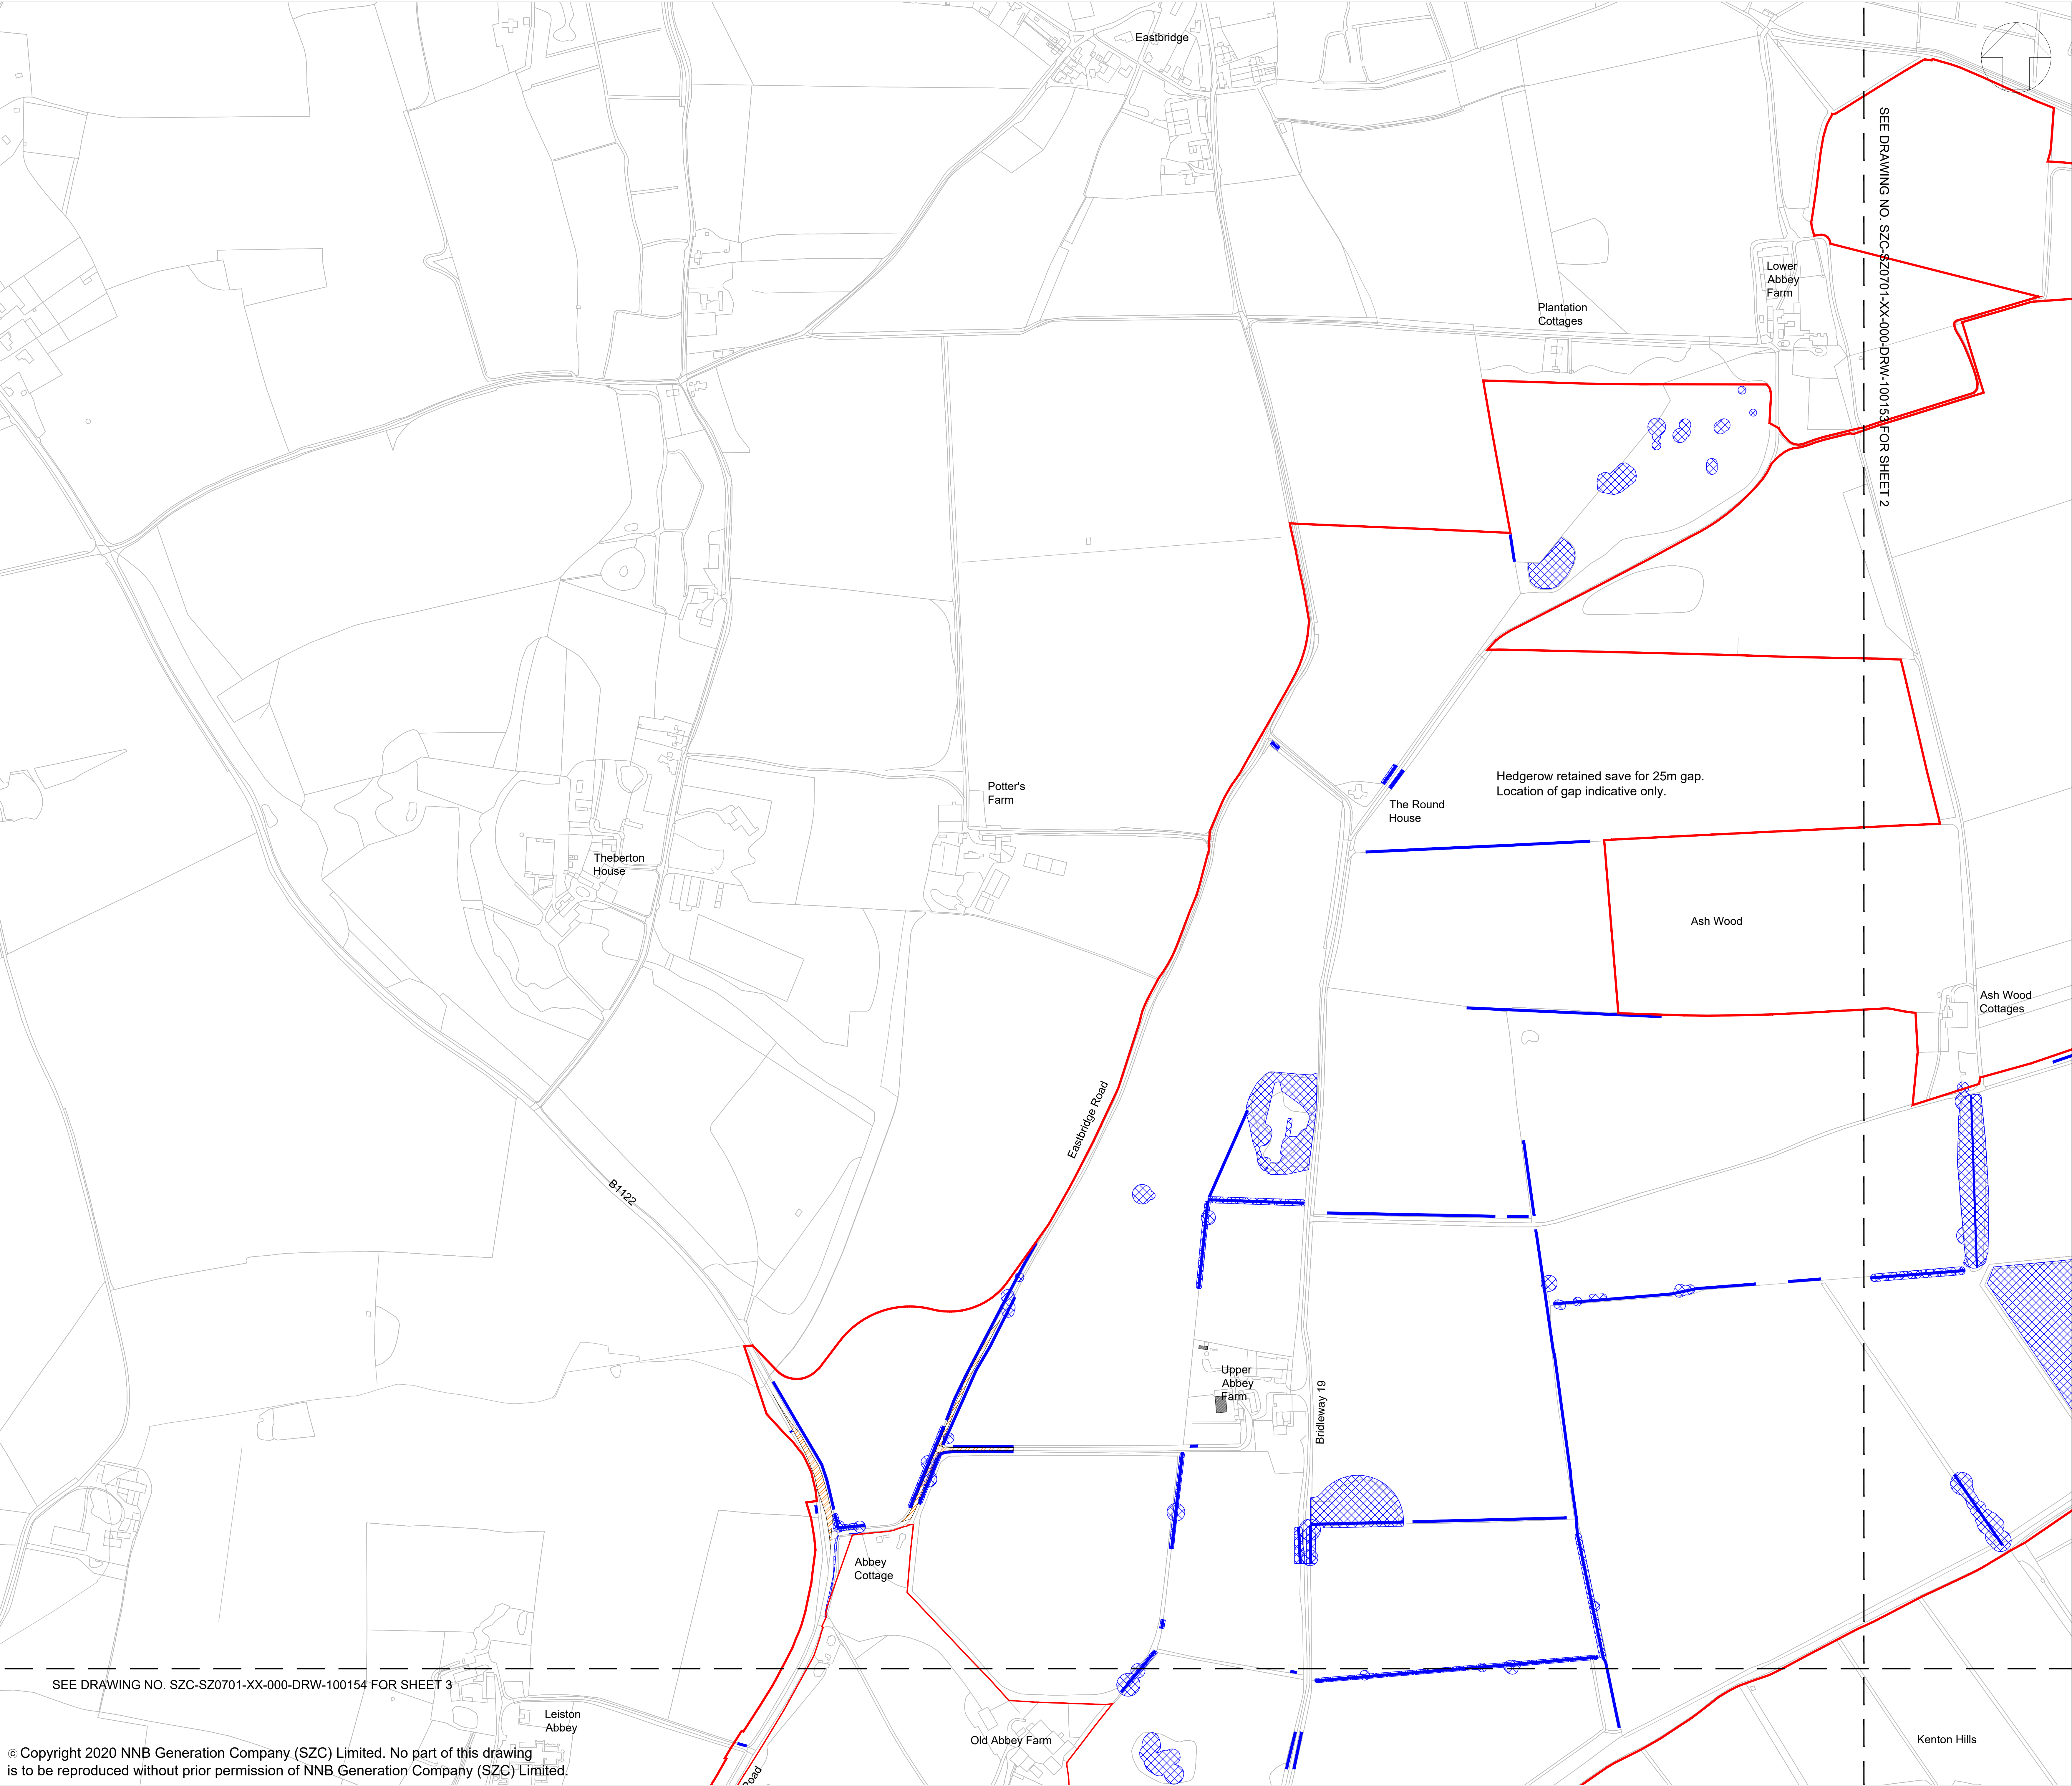 Eastbridge
SEE DRAWING NO. SZC-SZ0701-XX-000-DRW-100153 FOR SHEET 2
Lower
Abbey
Farm
Plantation
Cottages
Hedgerow retained save for 25m gap.
Location of gap indicative only.
Potter's
Farm
The Round
House
Theberton
House
Ash Wood
Ash Wood
Cottages
Eastbridge Road
B1122
Upper
Abbey
Farm
Bridleway 19
Abbey
Cottage
SEE DRAWING NO. SZC-SZ0701-XX-000-DRW-100154 FOR SHEET 3
Leiston
Abbey
Old Abbey Farm
Kenton Hills
© Copyright 2020 NNB Generation Company (SZC) Limited. No part of this drawing
is to be reproduced without prior permission of NNB Generation Company (SZC) Limited.
Road